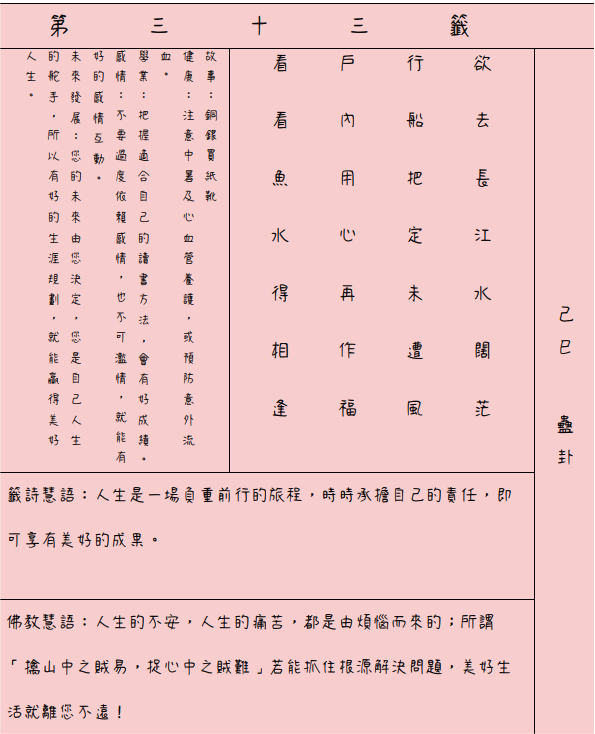 第三十三籤
己巳 蠱卦
欲去長江水闊茫
行船把定未遭風
戶內用心再作福
看看魚水得相逢
故事：銅銀買紙靴
健康：注意中暑及心血管養護，或預防意外流
血。
學業：把握適合自己的讀書方法，會有好成績。
感情：不要過度依賴感情，也不可濫情，就能有
好的感情互動。
未來發展：您的未來由您決定，您是自己人生
的舵手，所以有好的生涯規劃，就能贏得美好
人生。
籤詩慧語：人生是一場負重前行的旅程，時時承擔自己的責任，即
可享有美好的成果。
佛教慧語：人生的不安，人生的痛苦，都是由煩惱而來的；所謂
「擒山中之賊易，捉心中之賊難」若能抓住根源解決問題，美好生
活就離您不遠！